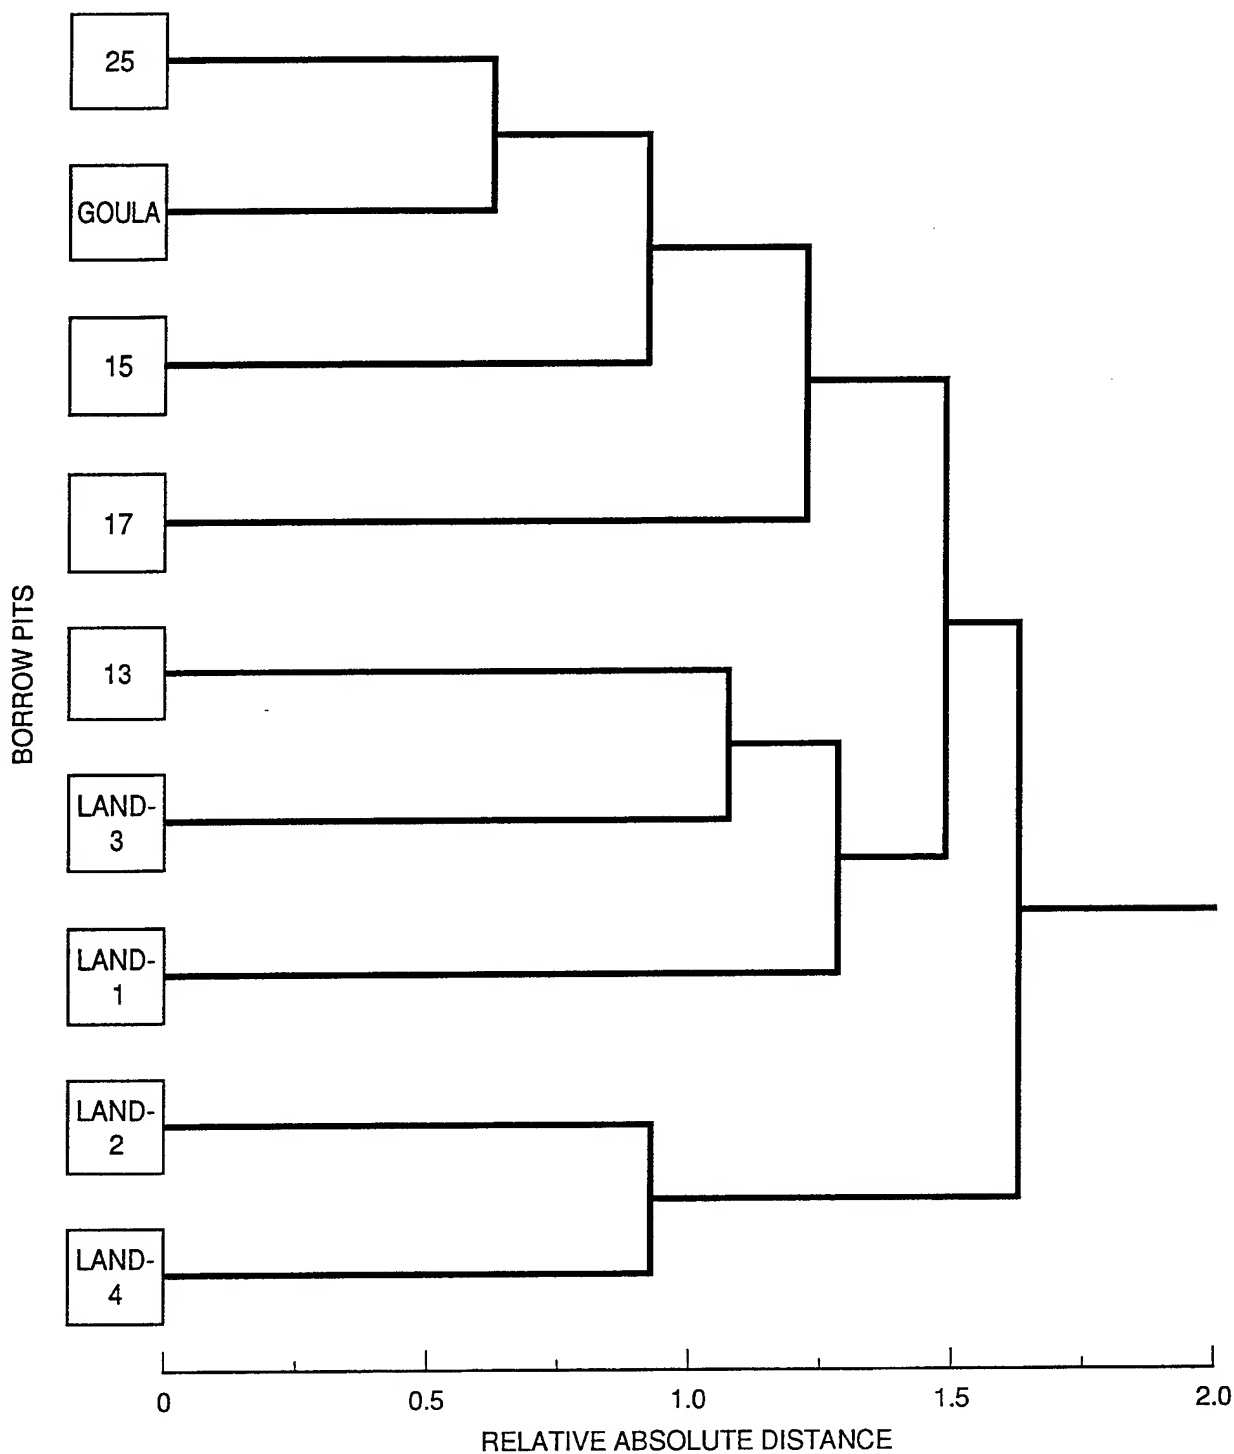 25
GOULA
15
17
13
LAND-
3
LAND-
1
LAND-
2
LAND-
4
BORROW PITS
0 0.5 1.0 1.5 2.0
RELATIVE ABSOLUTE DISTANCE